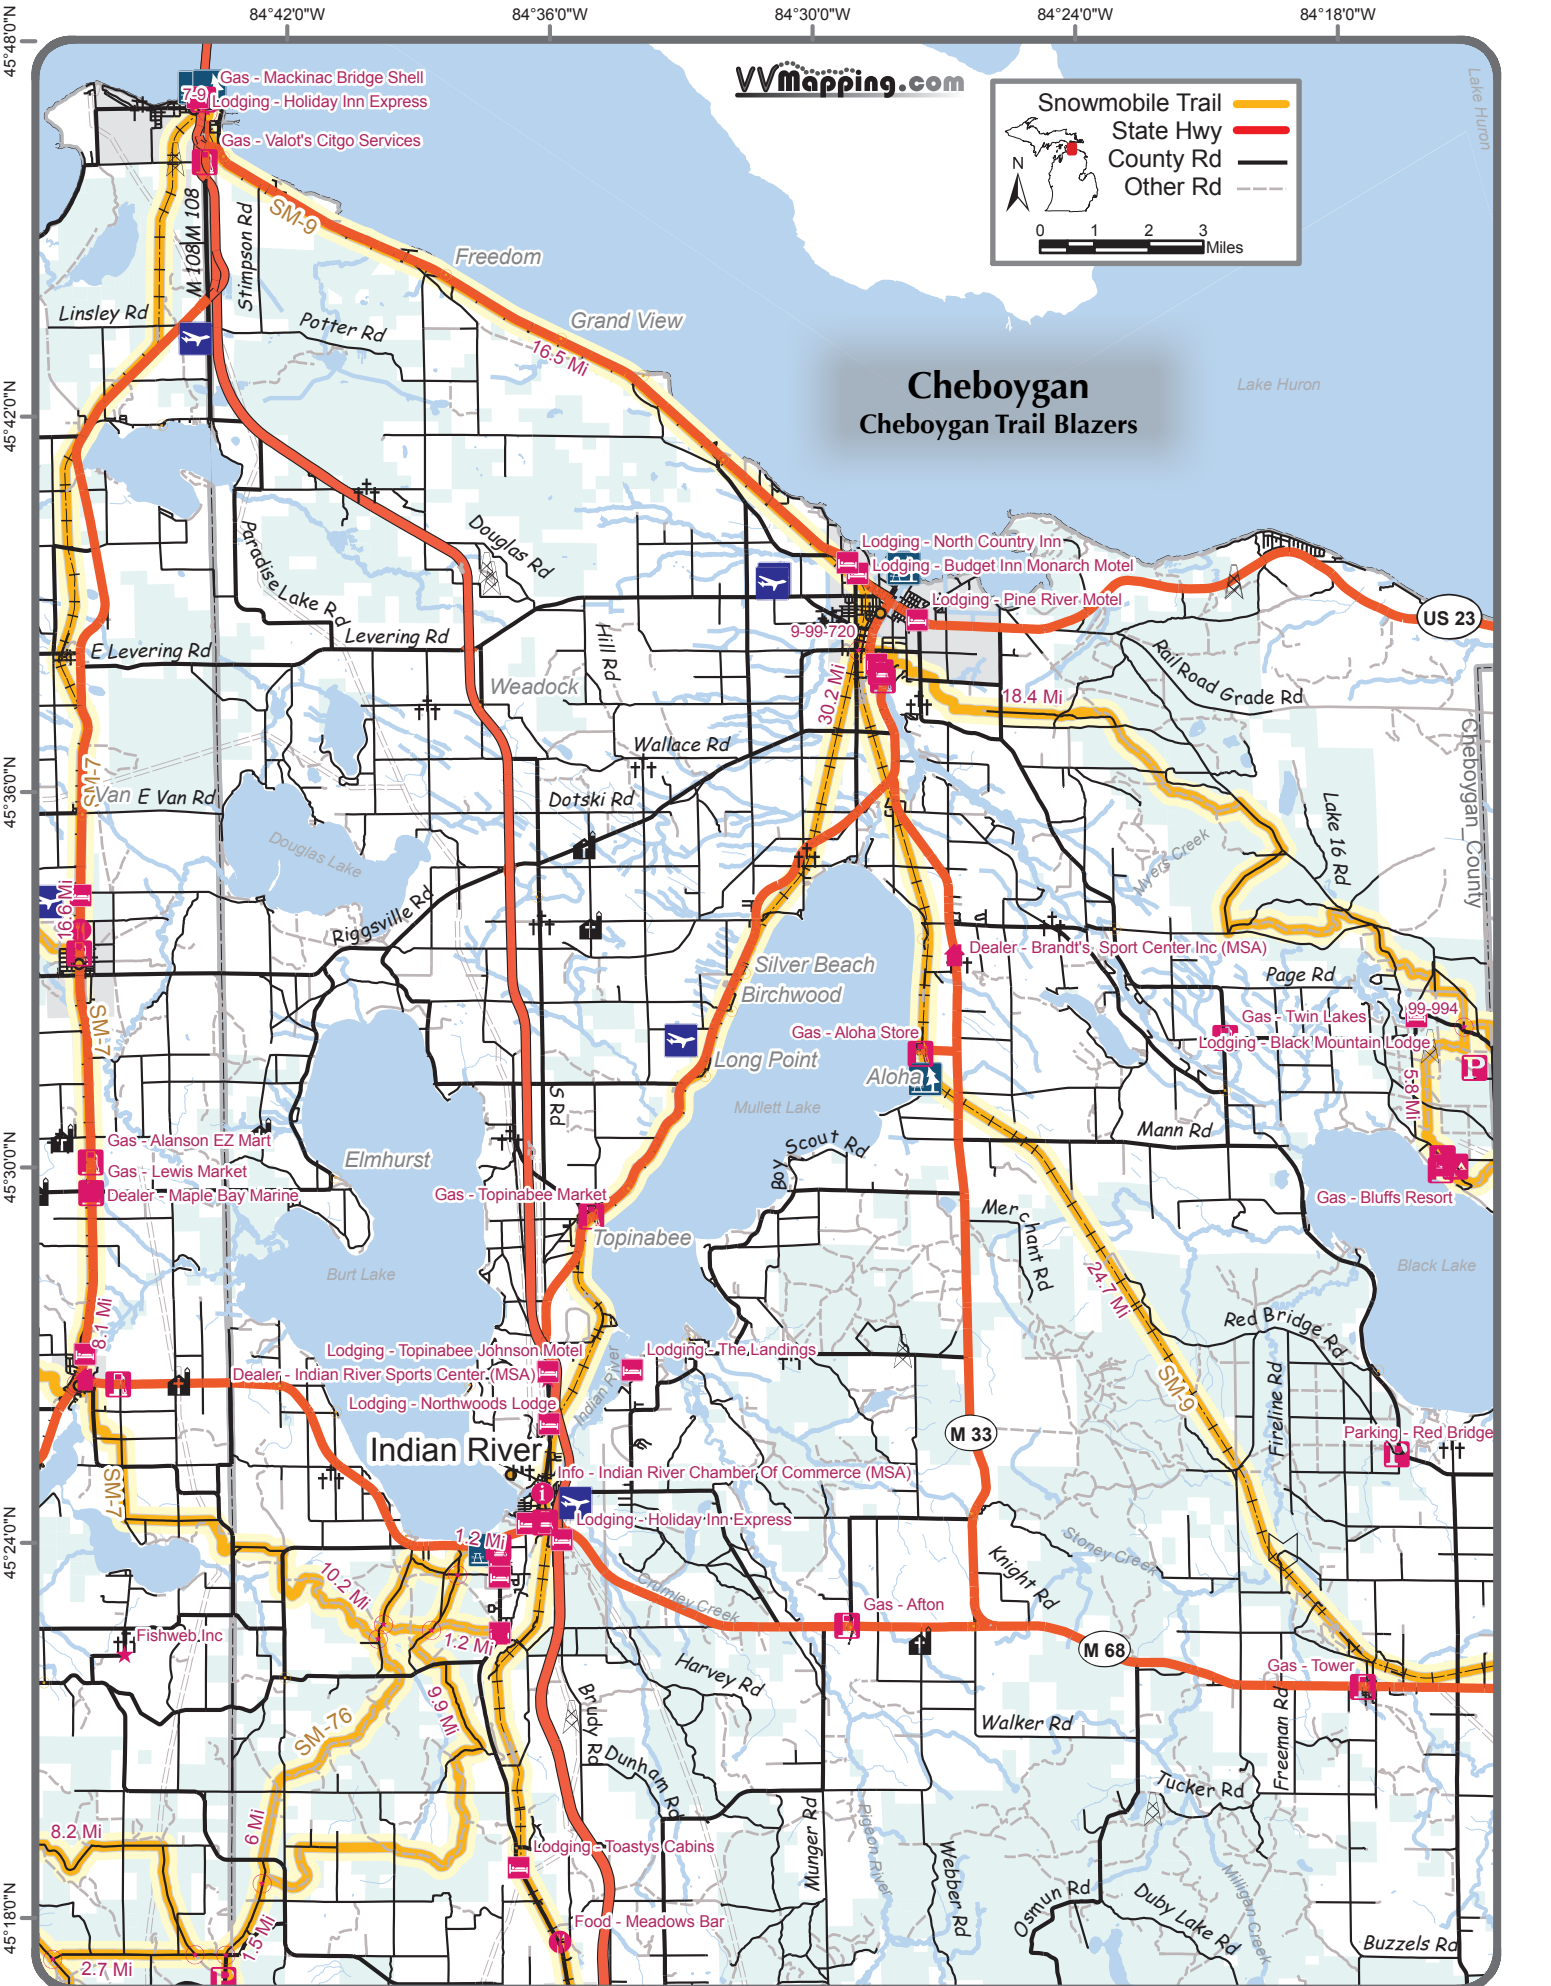 84°42'0"W
84°36'0"W
84°30'0"W
84°24'0"W
84°18'0"W
45°48'0"N
45°42'0"N
45°36'0"N
45°30'0"N
45°24'0"N
45°18'0"N
VVMapping.com
Snowmobile Trail
State Hwy
County Rd
Other Rd
N
0 1 2 3
Miles
Lake Huron
Cheboygan
Cheboygan Trail Blazers
Lake Huron
Gas - Mackinac Bridge Shell
7-9
Lodging - Holiday Inn Express
Gas - Valot's Citgo Services
SM-9
M 108
M 108
Stimpson Rd
Freedom
Linsley Rd
Potter Rd
Grand View
16.5 Mi
Douglas Rd
Paradise Lake Rd
Lodging - North Country Inn
Lodging - Budget Inn Monarch Motel
Lodging - Pine River Motel
US 23
9-99-720
Levering Rd
E Levering Rd
Hill Rd
Weadock
30.2 Mi
18.4 Mi
Rail Road Grade Rd
Wallace Rd
Cheboygan_County
SM-7
Van
E Van Rd
Dotski Rd
Lake 16 Rd
Douglas Lake
Myers Creek
16.6 Mi
Riggsville Rd
Dealer - Brandt's Sport Center Inc (MSA)
Silver Beach
Birchwood
Page Rd
SM-7
Gas - Twin Lakes
99-994
Gas - Aloha Store
Lodging - Black Mountain Lodge
Long Point
Aloha
P
5.8 Mi
S Rd
Mullett Lake
Mann Rd
Gas - Alanson EZ Mart
Boy Scout Rd
Elmhurst
Gas - Lewis Market
Dealer - Maple Bay Marine
Gas - Topinabee Market
Gas - Bluffs Resort
Merchant Rd
Topinabee
Burt Lake
Black Lake
24.7 Mi
8.1 Mi
Red Bridge Rd
Lodging - Topinabee Johnson Motel
Lodging - The Landings
Dealer - Indian River Sports Center (MSA)
Indian River
SM-9
Fireline Rd
Lodging - Northwoods Lodge
M 33
Parking - Red Bridge
P
Indian River
Info - Indian River Chamber Of Commerce (MSA)
SM-7
Lodging - Holiday Inn Express
1.2 Mi
Stoney Creek
Knight Rd
10.2 Mi
Crumley Creek
Gas - Afton
Fishweb.Inc
1.2 Mi
M 68
Harvey Rd
Gas - Tower
9.9 Mi
Brudy Rd
SM-76
Walker Rd
Freeman Rd
Dunham Rd
Tucker Rd
6 Mi
8.2 Mi
Munger Rd
Pigeon River
Lodging - Toastys Cabins
Webber Rd
Milligan Creek
Osmun Rd
Duby Lake Rd
Food - Meadows Bar
1.5 Mi
Buzzels Rd
2.7 Mi